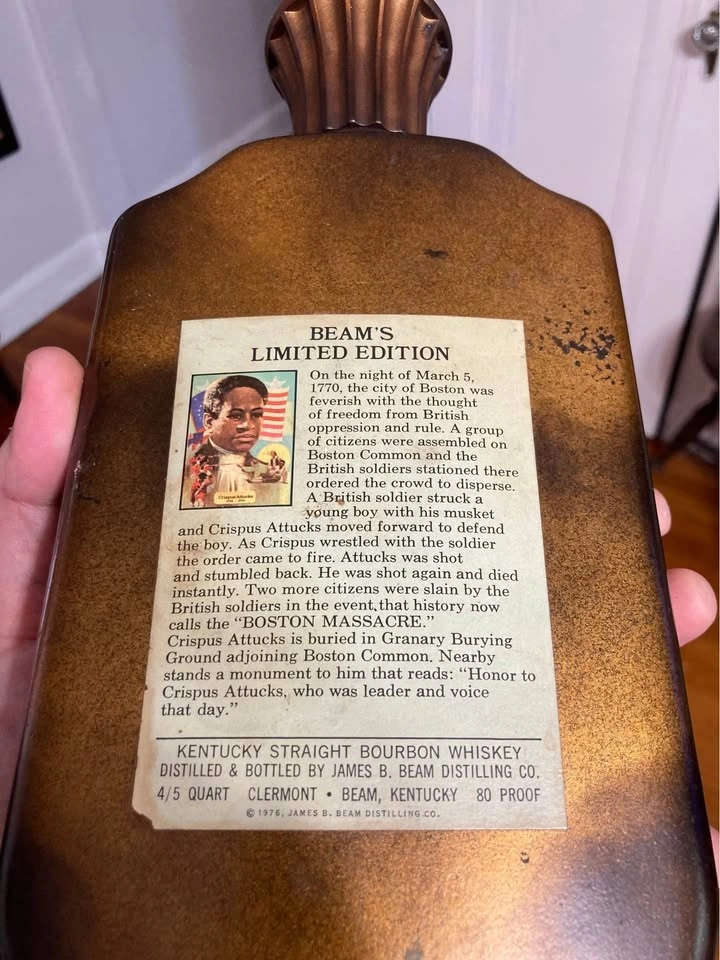 BEAM'S
LIMITED EDITION
On the night of March 5,
1770, the city of Boston was
feverish with the thought
of freedom from British
oppression and rule. A group
of citizens were assembled on
Boston Common and the
British soldiers stationed there
ordered the crowd to disperse.
A British soldier struck a
young boy with his musket
and Crispus Attucks moved forward to defend
the boy. As Crispus wrestled with the soldier
the order came to fire. Attucks was shot
and stumbled back. He was shot again and died
instantly. Two more citizens were slain by the
British soldiers in the event that history now
calls the "BOSTON MASSACRE."
Crispus Attucks is buried in Granary Burying
Ground adjoining Boston Common. Nearby
stands a monument to him that reads: "Honor to
Crispus Attucks, who was leader and voice
that day."
Crispus Attucks
KENTUCKY STRAIGHT BOURBON WHISKEY
DISTILLED & BOTTLED BY JAMES B. BEAM DISTILLING CO.
4/5 QUART CLERMONT • BEAM, KENTUCKY 80 PROOF
© 1976, JAMES B. BEAM DISTILLING CO.